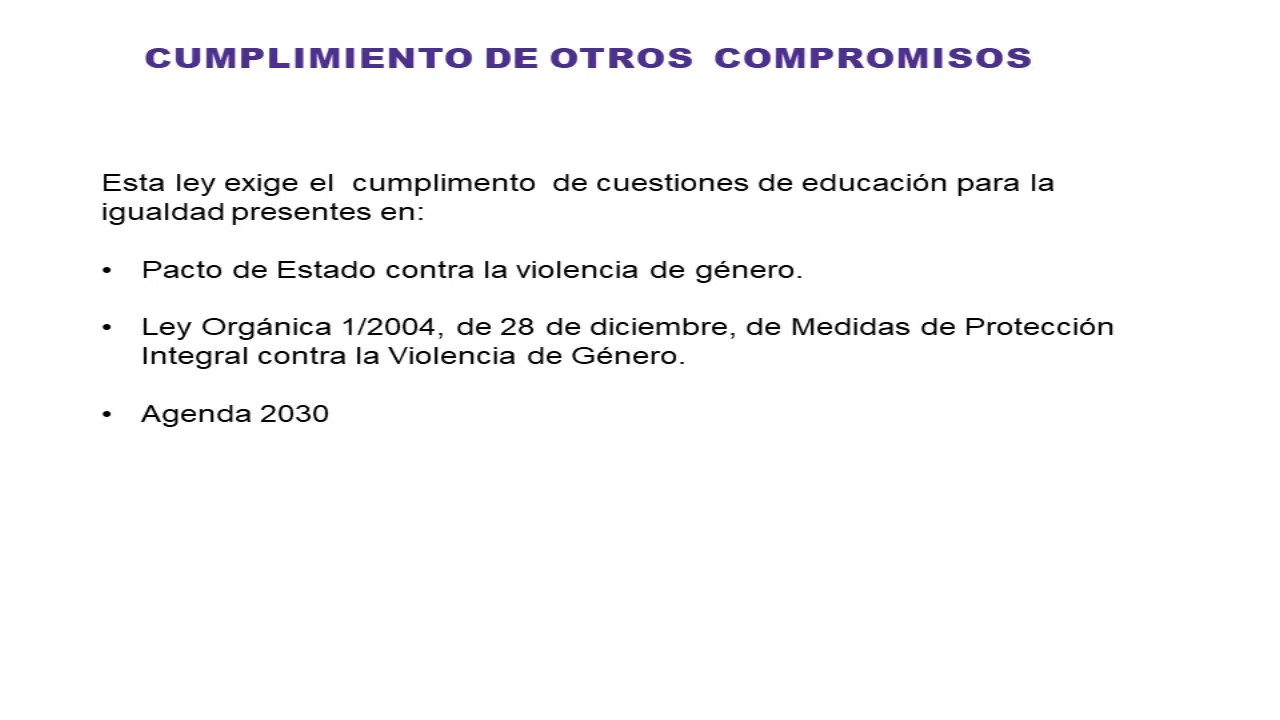 CUMPLIMIENTO DE OTROS COMPROMISOS
Esta ley exige el cumplimento de cuestiones de educación para la
igualdad presentes en:
• Pacto de Estado contra la violencia de género.
• Ley Orgánica 1/2004, de 28 de diciembre, de Medidas de Protección
Integral contra la Violencia de Género.
• Agenda 2030